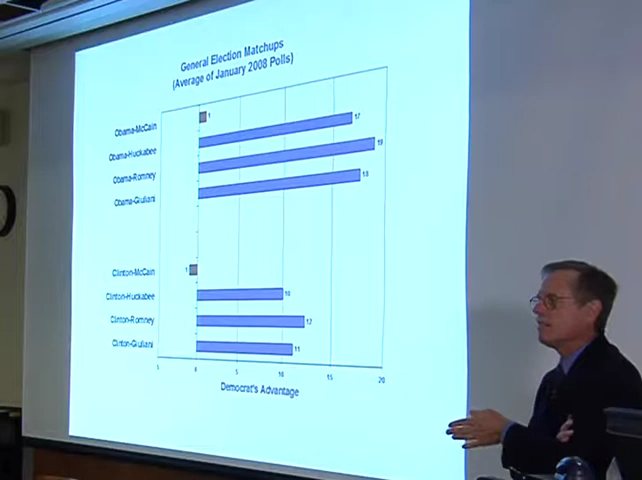 General Election Matchups
(Average of January 2008 Polls)
Obama-McCain 1
Obama-Huckabee 17
Obama-Romney 19
Obama-Giuliani 18
Clinton-McCain 1
Clinton-Huckabee 10
Clinton-Romney 12
Clinton-Giuliani 11
5 0 5 10 15 20
Democrat's Advantage